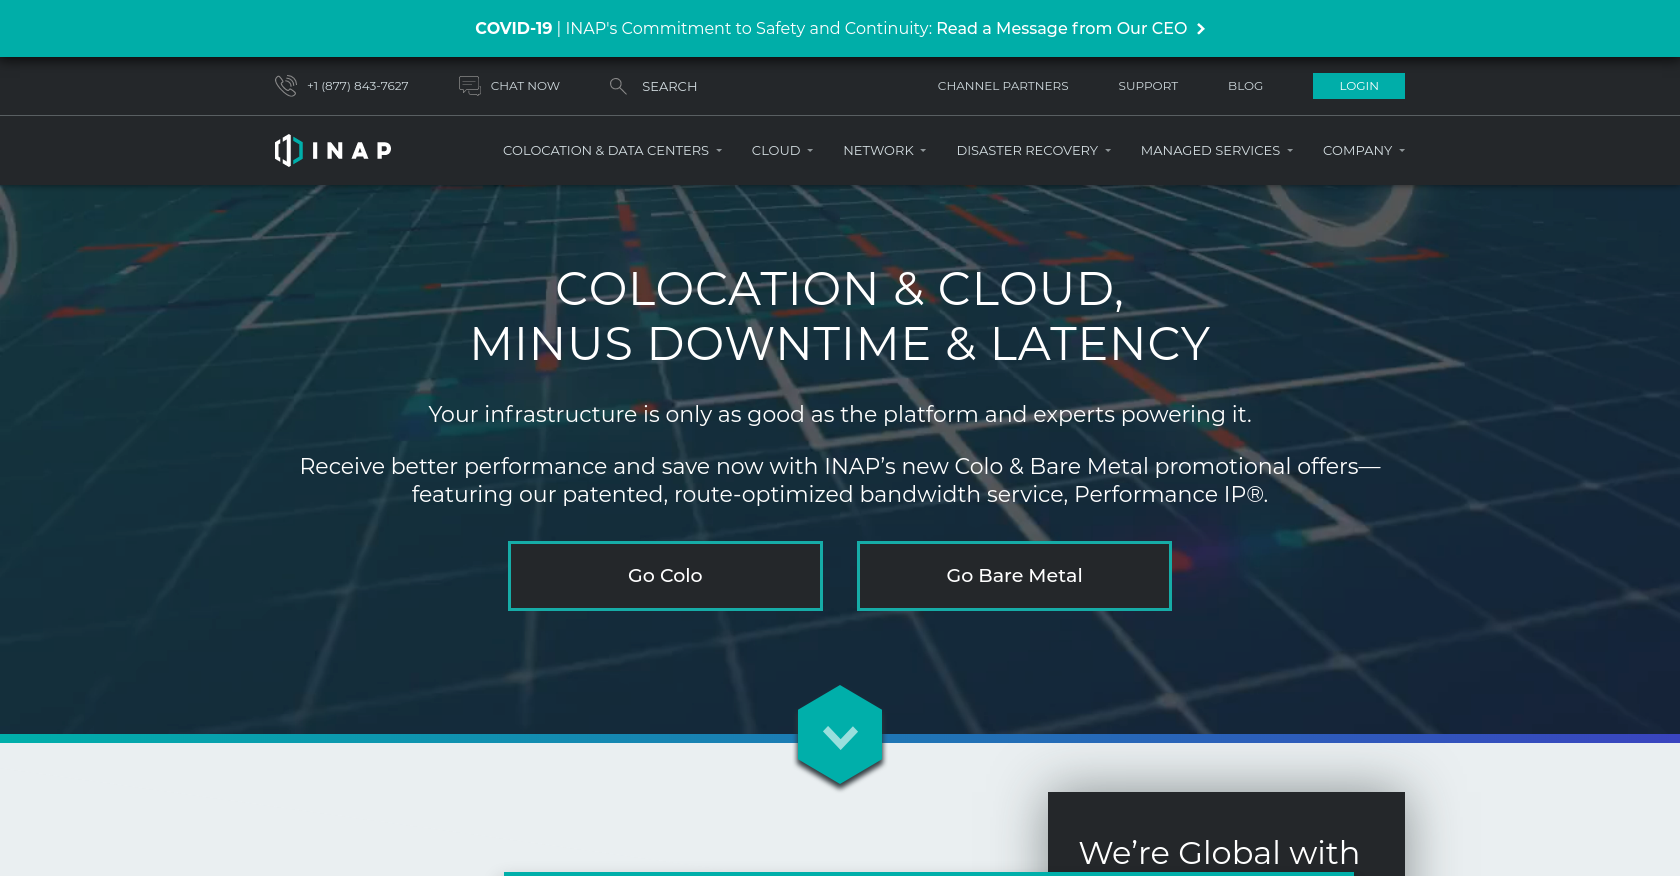 COVID-19 | INAP's Commitment to Safety and Continuity: Read a Message from Our CEO
+1 (877) 843-7627
CHAT NOW
SEARCH
CHANNEL PARTNERS
SUPPORT
BLOG
LOGIN
INAP
COLOCATION & DATA CENTERS
CLOUD
NETWORK
DISASTER RECOVERY
MANAGED SERVICES
COMPANY
COLOCATION & CLOUD,
MINUS DOWNTIME & LATENCY
Your infrastructure is only as good as the platform and experts powering it.
Receive better performance and save now with INAP’s new Colo & Bare Metal promotional offers—
featuring our patented, route-optimized bandwidth service, Performance IP®.
Go Colo
Go Bare Metal
We’re Global with